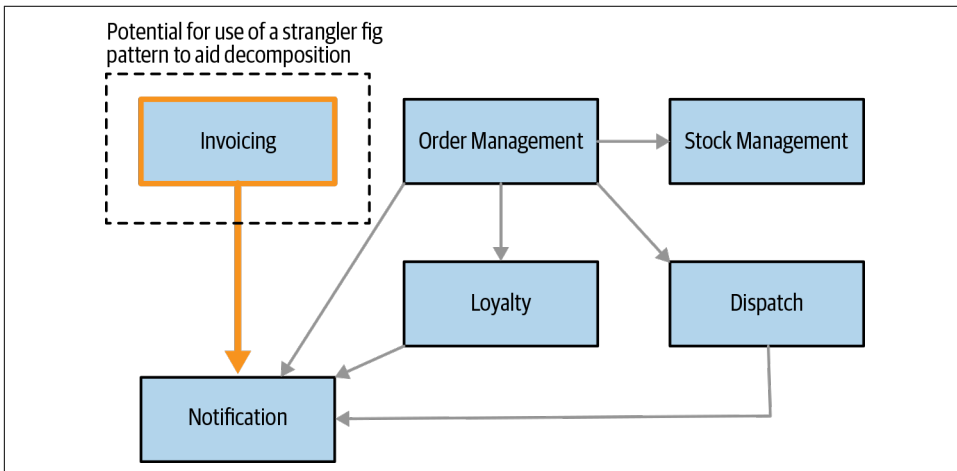 Potential for use of a strangler fig
pattern to aid decomposition
Invoicing
Order Management
Stock Management
Loyalty
Dispatch
Notification